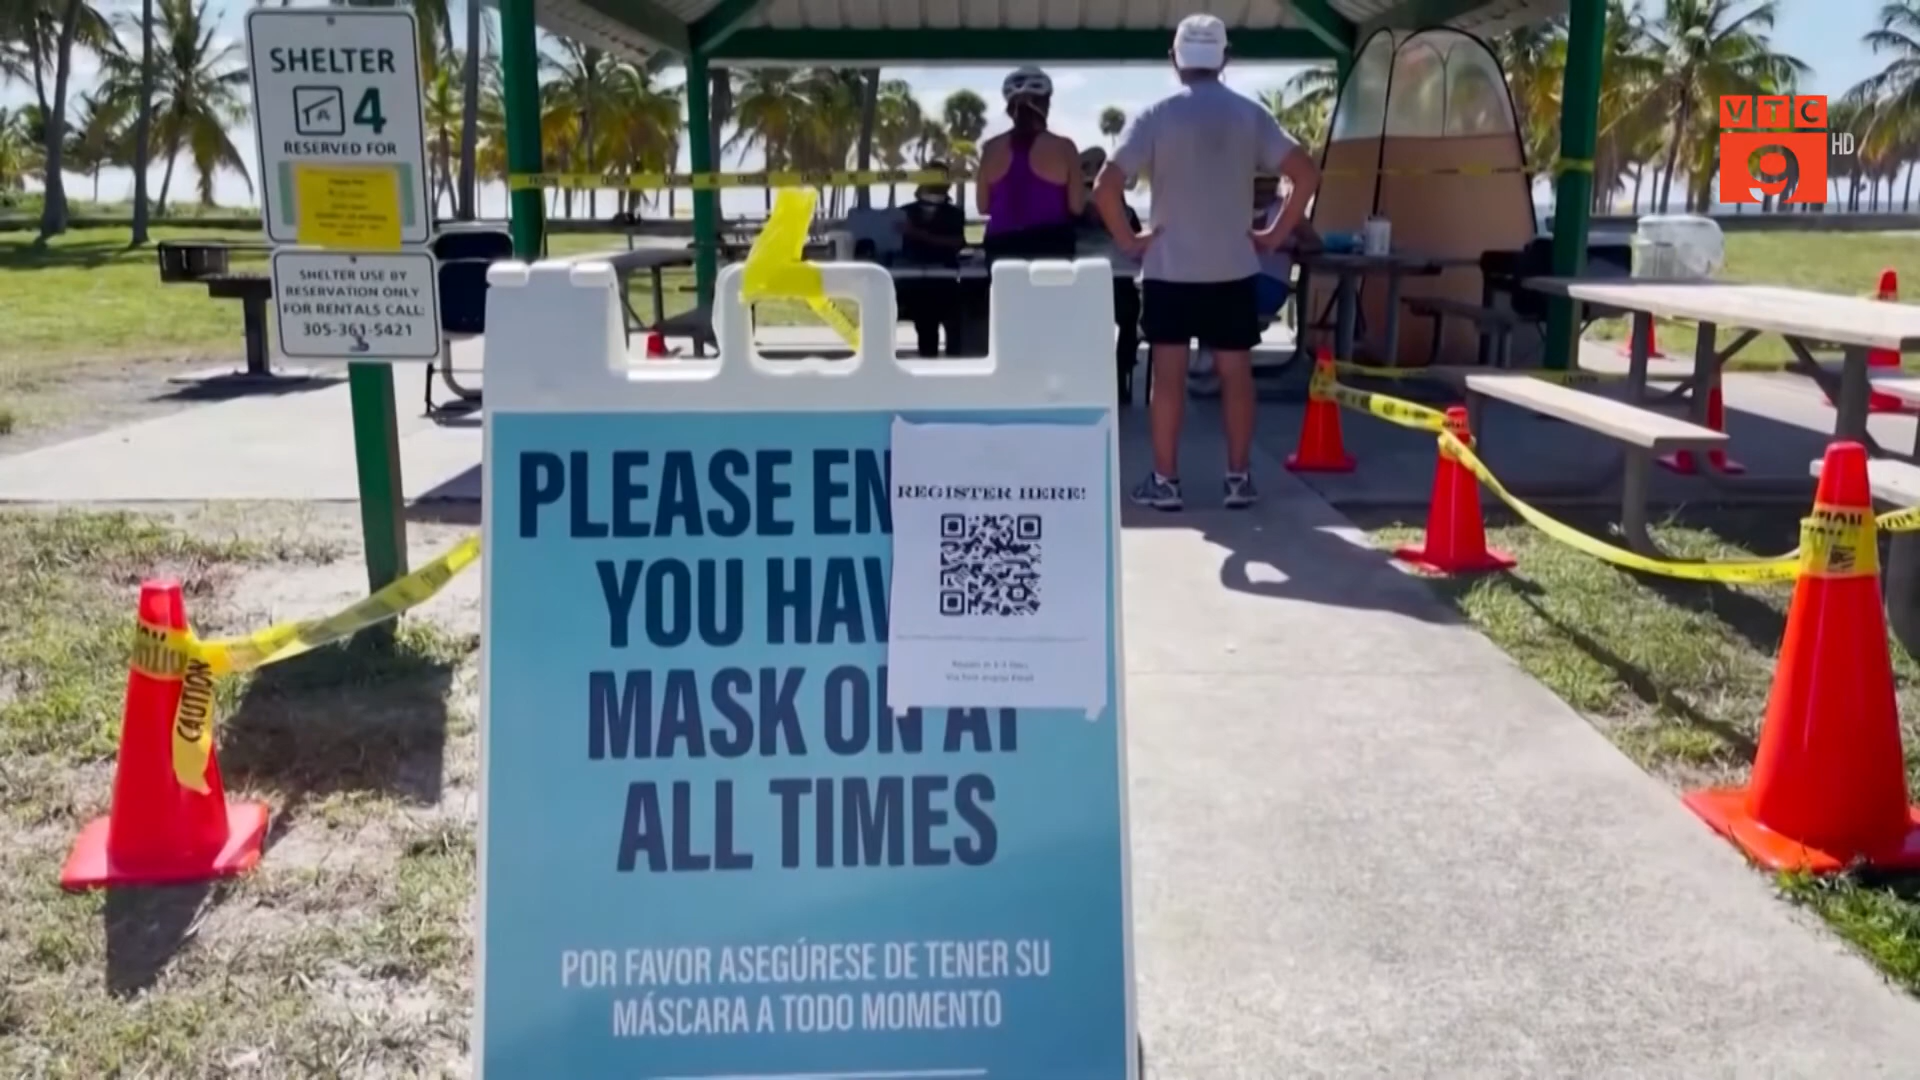 SHELTER
4
RESERVED FOR
SHELTER USE BY
RESERVATION ONLY
FOR RENTALS CALL:
305-361-5421
VTC
9
HD
PLEASE EN
YOU HAV
MASK ON AT
ALL TIMES
REGISTER HERE!
POR FAVOR ASEGÚRESE DE TENER SU
MÁSCARA A TODO MOMENTO
CAUTION
CAUTION